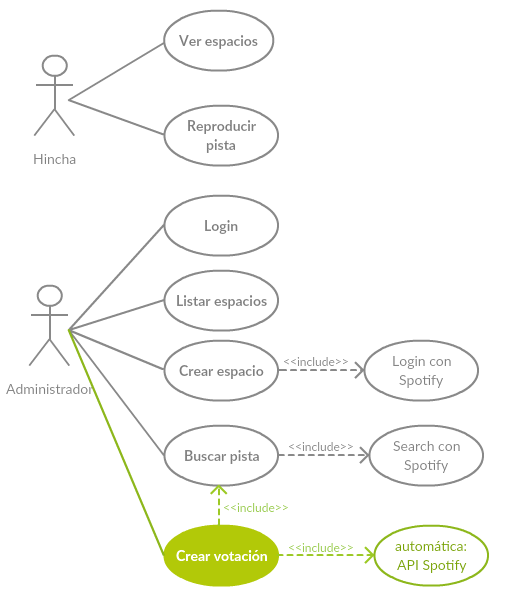 Ver espacios
Reproducir
pista
Hincha
Login
Listar espacios
Crear espacio
<<include>>
Login con
Spotify
Administrador
Buscar pista
<<include>>
Search con
Spotify
<<include>>
Crear votación
<<include>>
automática:
API Spotify